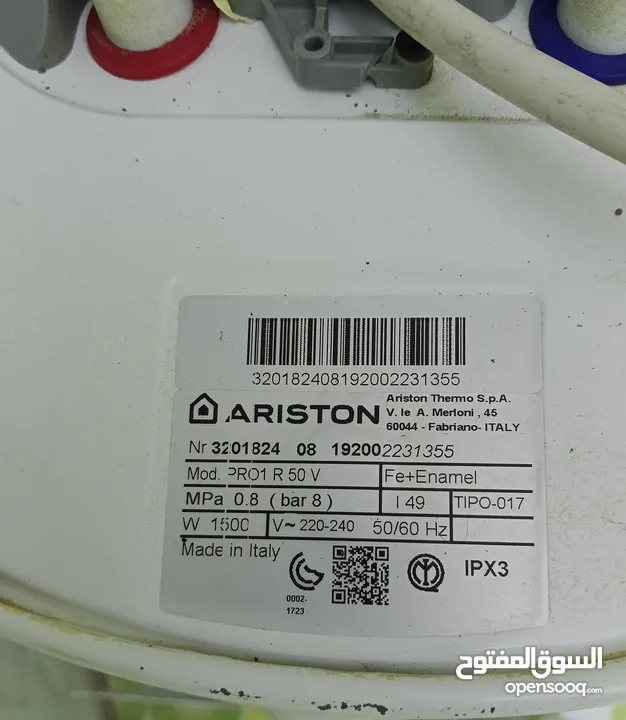 320182408192002231355
ARISTON
Ariston Thermo S.p.A.
V. le A. Merloni , 45
60044 - Fabriano- ITALY
Nr 3201824 08 192002231355
Mod. PRO1 R 50 V
Fe+Enamel
MPa 0.8 ( bar 8 )
l 49
TIPO-017
W 1500
V~ 220-240 50/60 Hz
Made in Italy
0002-
1723
IPX3
السوق المفتوح
opensooq.com